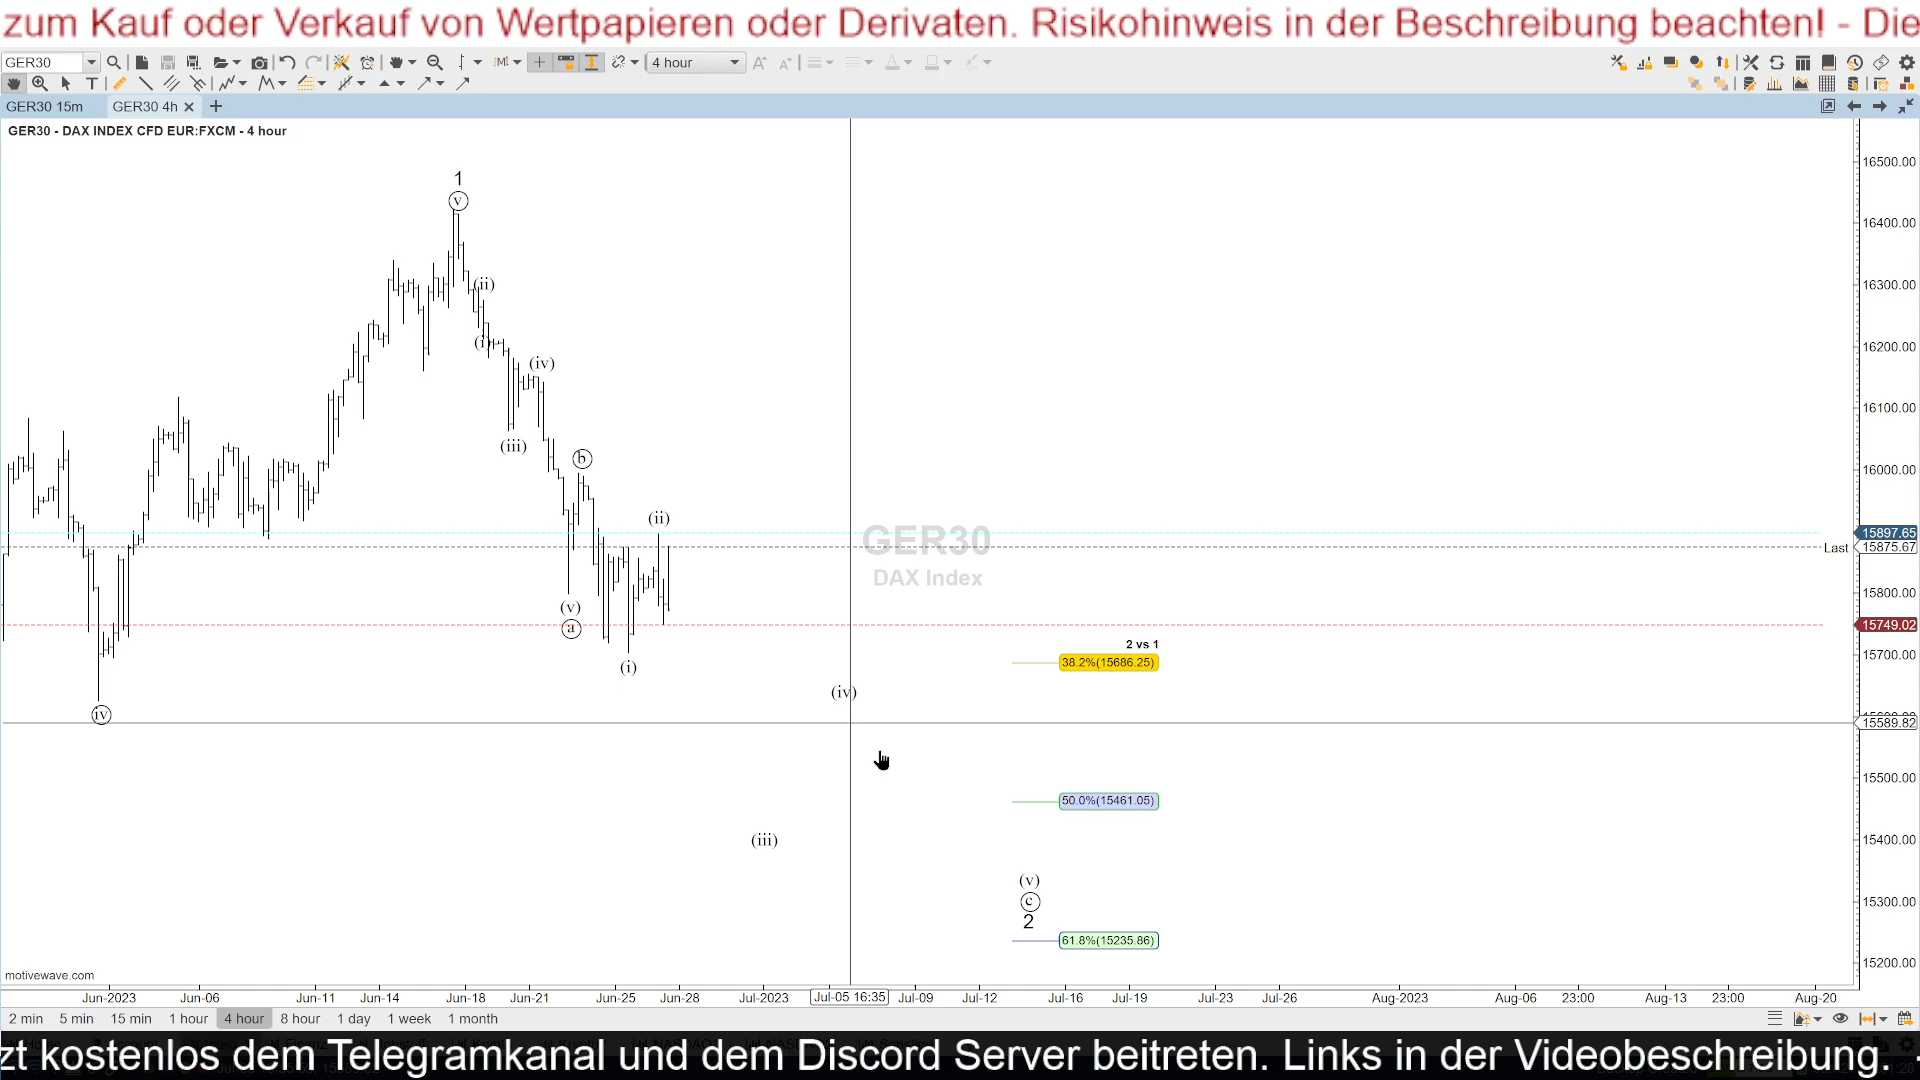 zum Kauf oder Verkauf von Wertpapieren oder Derivaten. Risikohinweis in der Beschreibung beachten! - Die
GER30
4 hour
GER30 15m
GER30 4h
GER30 - DAX INDEX CFD EUR:FXCM - 4 hour
16500.00
1
v
16400.00
(ii)
16300.00
(i)
16200.00
(iv)
16100.00
(iii)
b
16000.00
(ii)
GER30
DAX Index
15897.65
Last
15875.67
15800.00
(v)
a
15749.02
2 vs 1
38.2%(15686.25)
15700.00
(i)
(iv)
iv
15589.82
50.0%(15461.05)
15500.00
(iii)
15400.00
(v)
c
2
15300.00
61.8%(15235.86)
15200.00
motivewave.com
Jun-2023 Jun-06 Jun-11 Jun-14 Jun-18 Jun-21 Jun-25 Jun-28 Jul-2023 Jul-05 16:35 Jul-09 Jul-12 Jul-16 Jul-19 Jul-23 Jul-26 Aug-2023 Aug-06 23:00 Aug-13 23:00 Aug-20
2 min 5 min 15 min 1 hour 4 hour 8 hour 1 day 1 week 1 month
zt kostenlos dem Telegramkanal und dem Discord Server beitreten. Links in der Videobeschreibung.